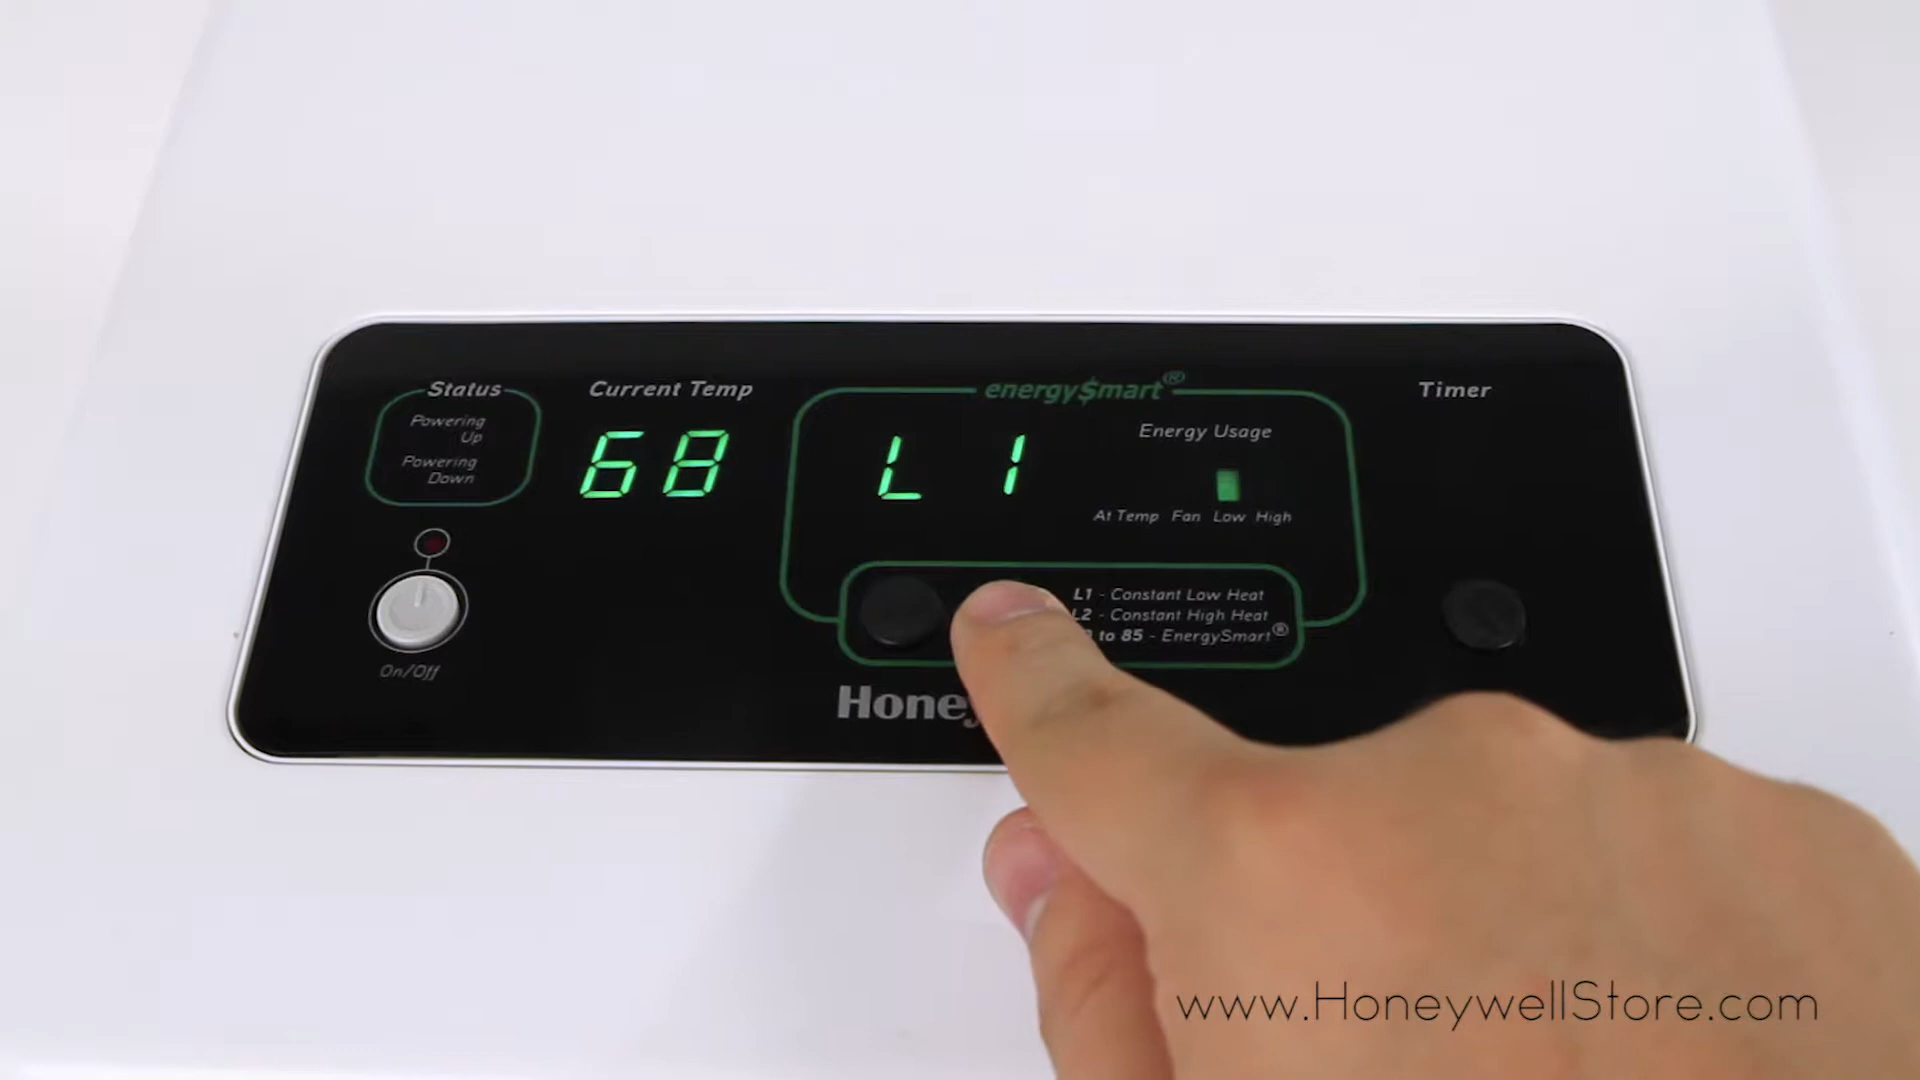 Status
Powering
Up
Powering
Down
On/Off
Current Temp
68
energy$mart®
L1
Energy Usage
At Temp Fan Low High
L1 - Constant Low Heat
L2 - Constant High Heat
to 85 - EnergySmart®
Timer
www.HoneywellStore.com